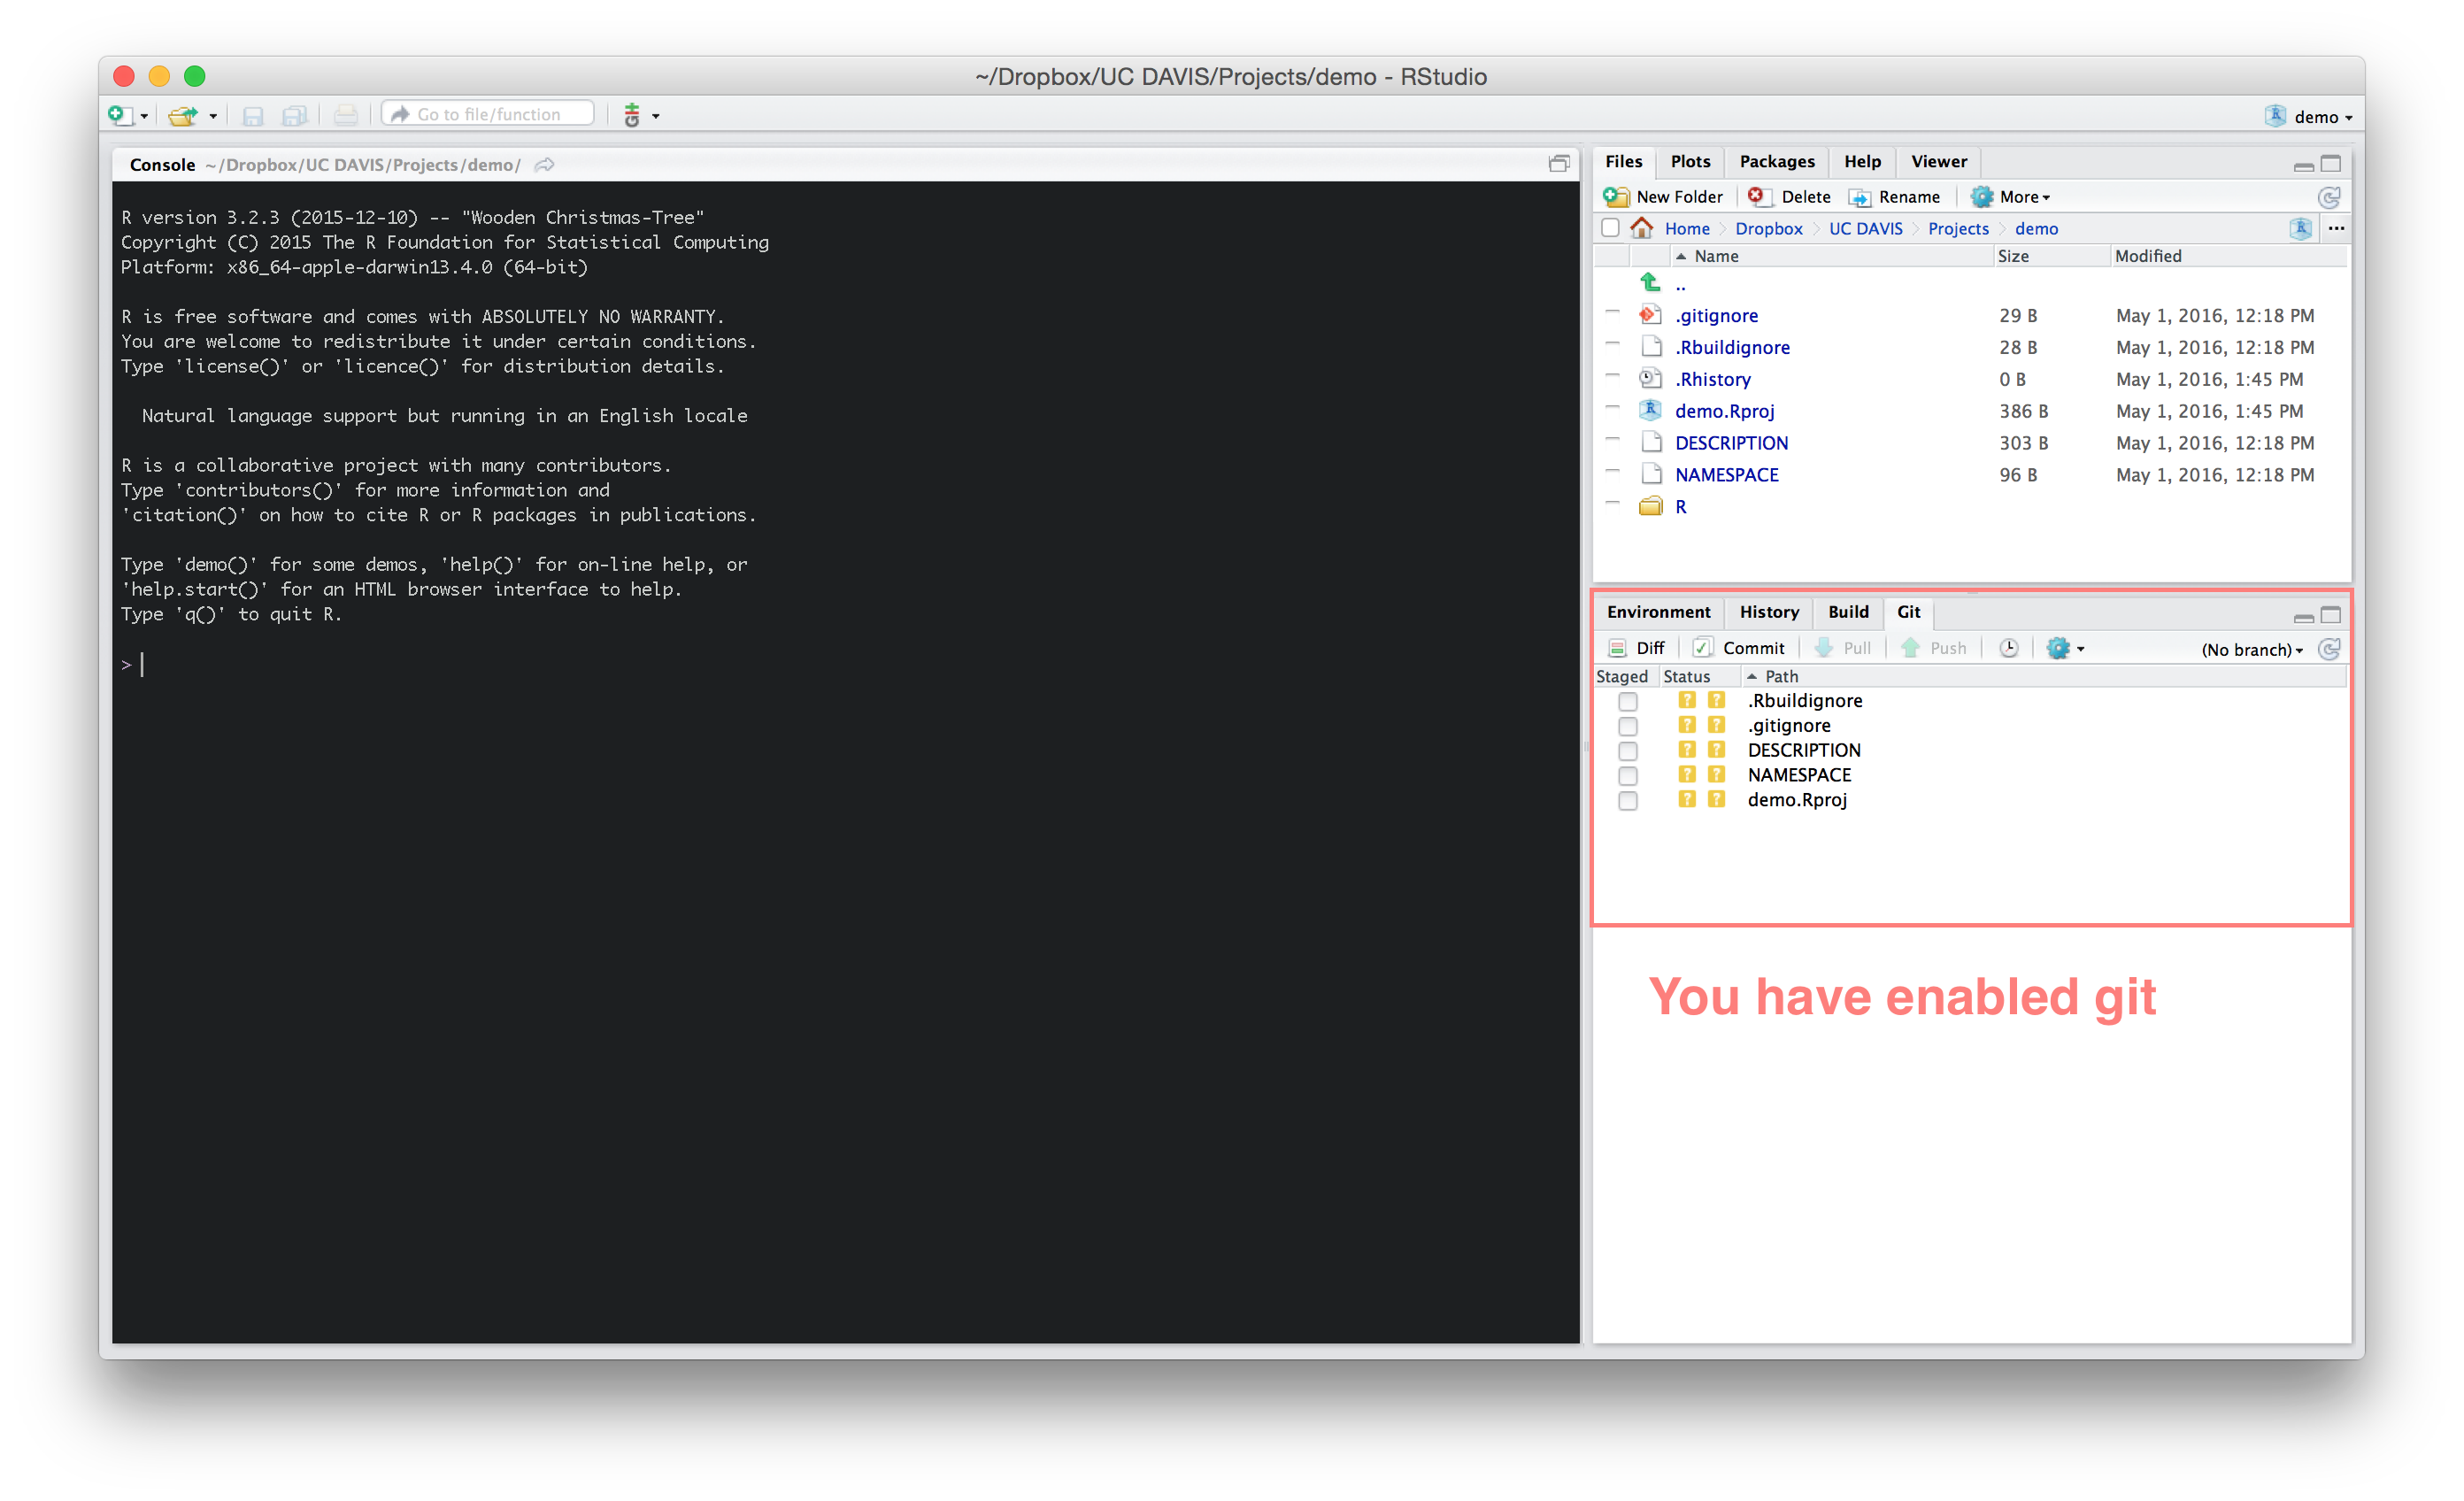 ~/Dropbox/UC DAVIS/Projects/demo - RStudio
Go to file/function
demo
Console ~/Dropbox/UC DAVIS/Projects/demo/
R version 3.2.3 (2015-12-10) -- "Wooden Christmas-Tree"
Copyright (C) 2015 The R Foundation for Statistical Computing
Platform: x86_64-apple-darwin13.4.0 (64-bit)
R is free software and comes with ABSOLUTELY NO WARRANTY.
You are welcome to redistribute it under certain conditions.
Type 'license()' or 'licence()' for distribution details.
Natural language support but running in an English locale
R is a collaborative project with many contributors.
Type 'contributors()' for more information and
'citation()' on how to cite R or R packages in publications.
Type 'demo()' for some demos, 'help()' for on-line help, or
'help.start()' for an HTML browser interface to help.
Type 'q()' to quit R.
>
Files Plots Packages Help Viewer
New Folder Delete Rename More
Home Dropbox UC DAVIS Projects demo ...
Name Size Modified
..
.gitignore 29 B May 1, 2016, 12:18 PM
.Rbuildignore 28 B May 1, 2016, 12:18 PM
.Rhistory 0 B May 1, 2016, 1:45 PM
demo.Rproj 386 B May 1, 2016, 1:45 PM
DESCRIPTION 303 B May 1, 2016, 12:18 PM
NAMESPACE 96 B May 1, 2016, 12:18 PM
R
Environment History Build Git
Diff Commit Pull Push (No branch)
Staged Status Path
? ? .Rbuildignore
? ? .gitignore
? ? DESCRIPTION
? ? NAMESPACE
? ? demo.Rproj
You have enabled git